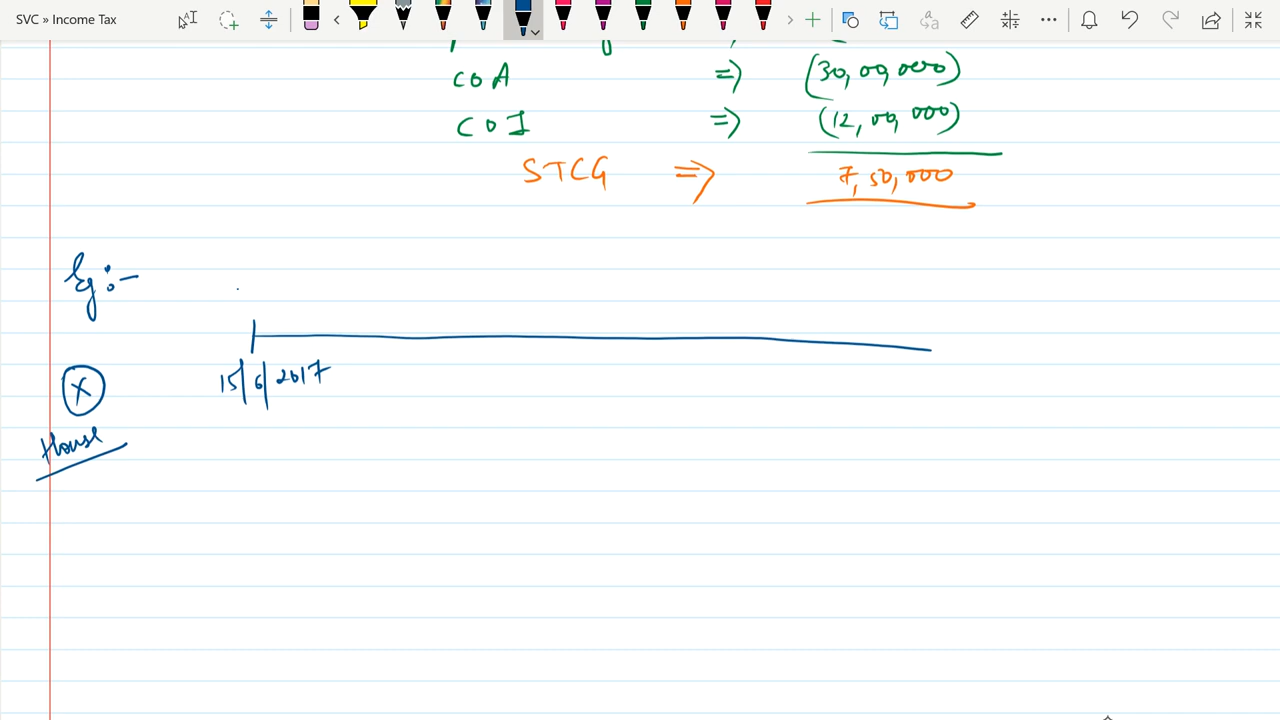 SVC » Income Tax
COA => (30,00,000)
COI => (12,00,000)
STCG => 7,50,000
Eg:-
15/6/2017
X
House